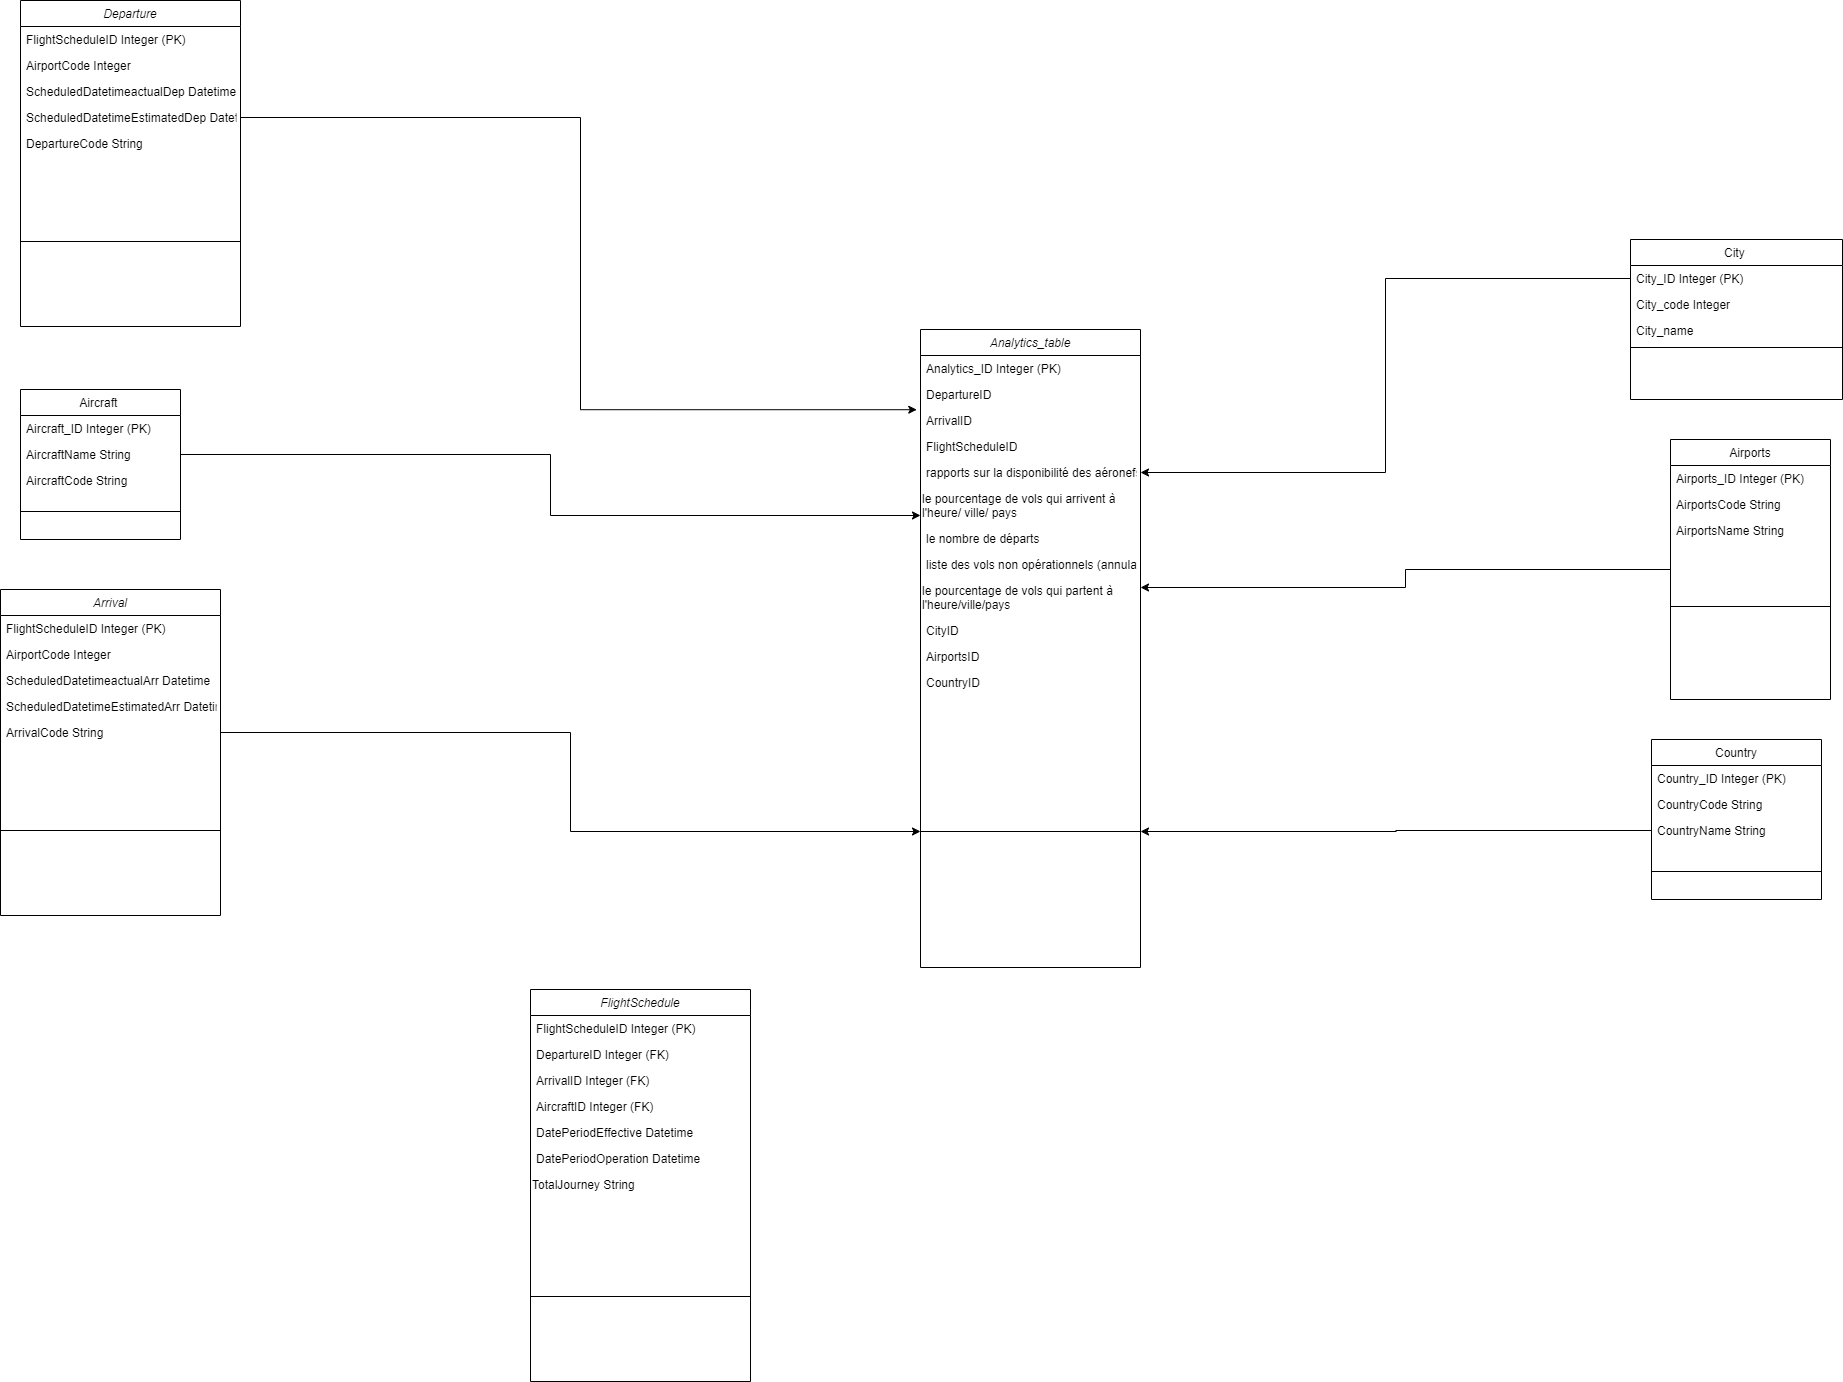 Departure
FlightScheduleID Integer (PK)
AirportCode Integer
ScheduledDatetimeactualDep Datetime
ScheduledDatetimeEstimatedDep
DepartureCode String
Aircraft
Aircraft_ID Integer (PK)
AircraftName String
AircraftCode String
Arrival
FlightScheduleID Integer (PK)
AirportCode Integer
ScheduledDatetimeactualArr Datetime
ScheduledDatetimeEstimatedArr
ArrivalCode String
Analytics_table
Analytics_ID Integer (PK)
DepartureID
ArrivalID
FlightScheduleID
rapports sur la disponibilité des
le pourcentage de vols qui arrivent à
l'heure/ ville/ pays
le nombre de départs
liste des vols non opérationnels (annula
le pourcentage de vols qui partent à
l'heure/ville/pays
CityID
AirportsID
CountryID
City
City_ID Integer (PK)
City_code Integer
City_name
Airports
Airports_ID Integer (PK)
AirportsCode String
AirportsName String
Country
Country_ID Integer (PK)
CountryCode String
CountryName String
FlightSchedule
FlightScheduleID Integer (PK)
DepartureID Integer (FK)
ArrivalID Integer (FK)
AircraftID Integer (FK)
DatePeriodEffective Datetime
DatePeriodOperation Datetime
TotalJourney String